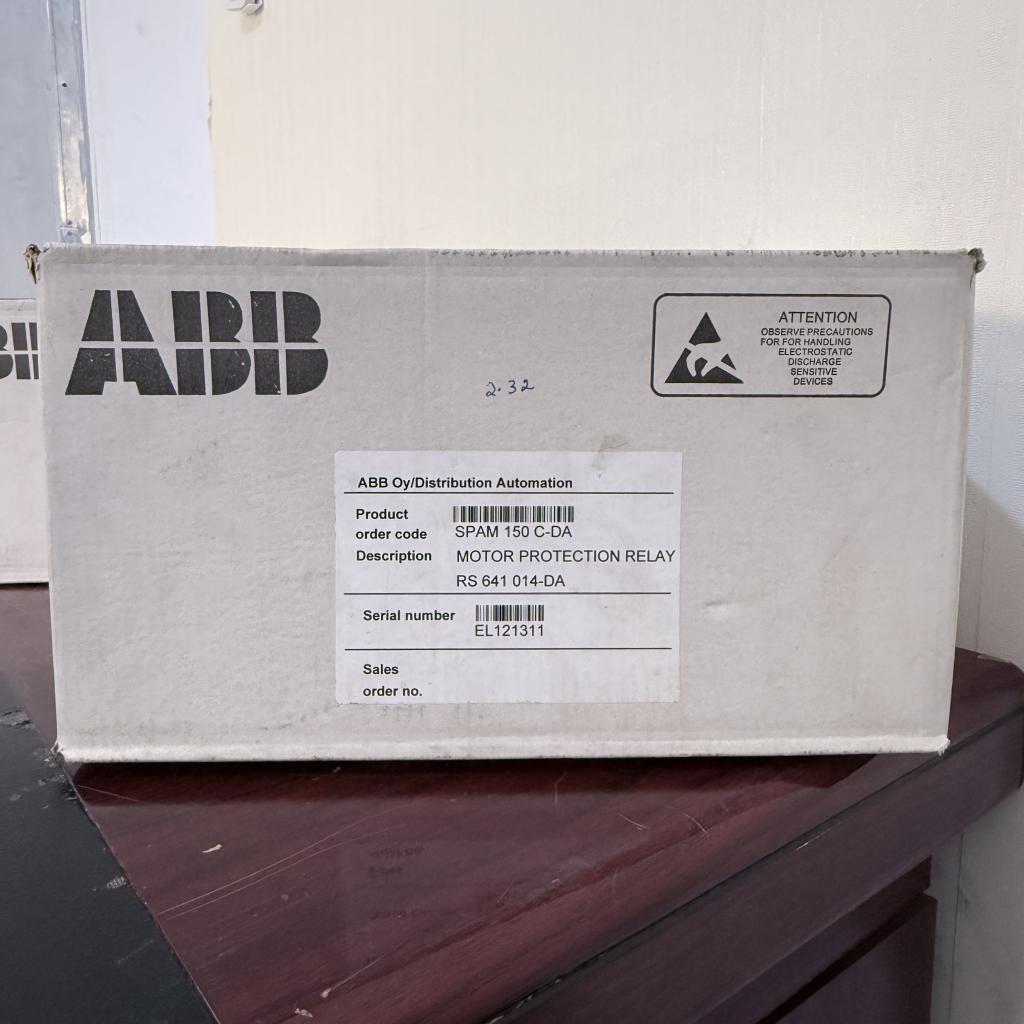 ABB
ATTENTION
OBSERVE PRECAUTIONS
FOR FOR HANDLING
ELECTROSTATIC
DISCHARGE
SENSITIVE
DEVICES
2.32
ABB Oy/Distribution Automation
Product
order code SPAM 150 C-DA
Description MOTOR PROTECTION RELAY
RS 641 014-DA
Serial number
EL121311
Sales
order no.